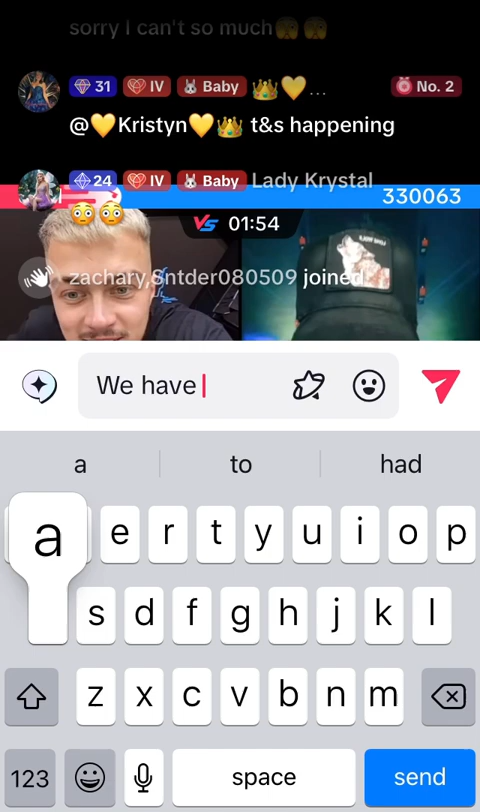 sorry I can't so much🫣🫣
31 IV Baby 👑💛... No. 2
@💛Kristyn💛👑 t&s happening
24 IV Baby Lady Krystal
😳😳
330063
VS 01:54
zachary,Sntder080509 joined
We have
a to had
a e r t y u i o p
s d f g h j k l
z x c v b n m
123 space send